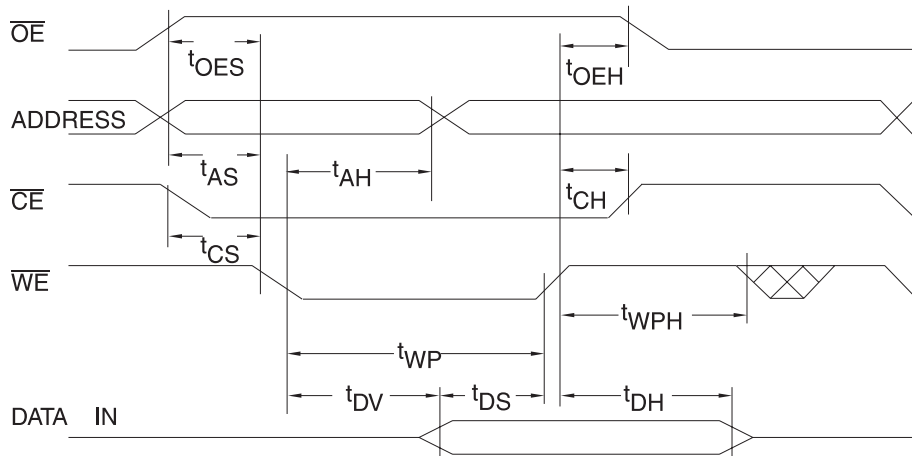 OE
tOES
tOEH
ADDRESS
tAS
tAH
tCH
CE
tCS
WE
tWPH
tWP
tDV
tDS
tDH
DATA IN